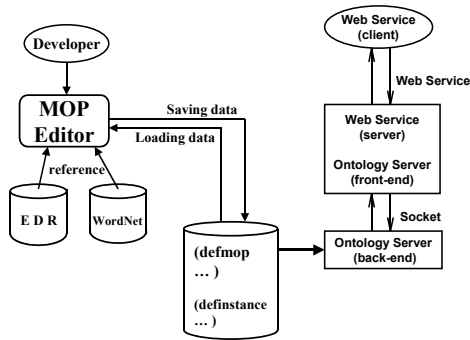 Developer
MOP
Editor
Saving data
Loading data
reference
E D R
WordNet
(defmop
... )
(definstance
... )
Web Service
(client)
Web Service
Web Service
(server)
Ontology Server
(front-end)
Socket
Ontology Server
(back-end)